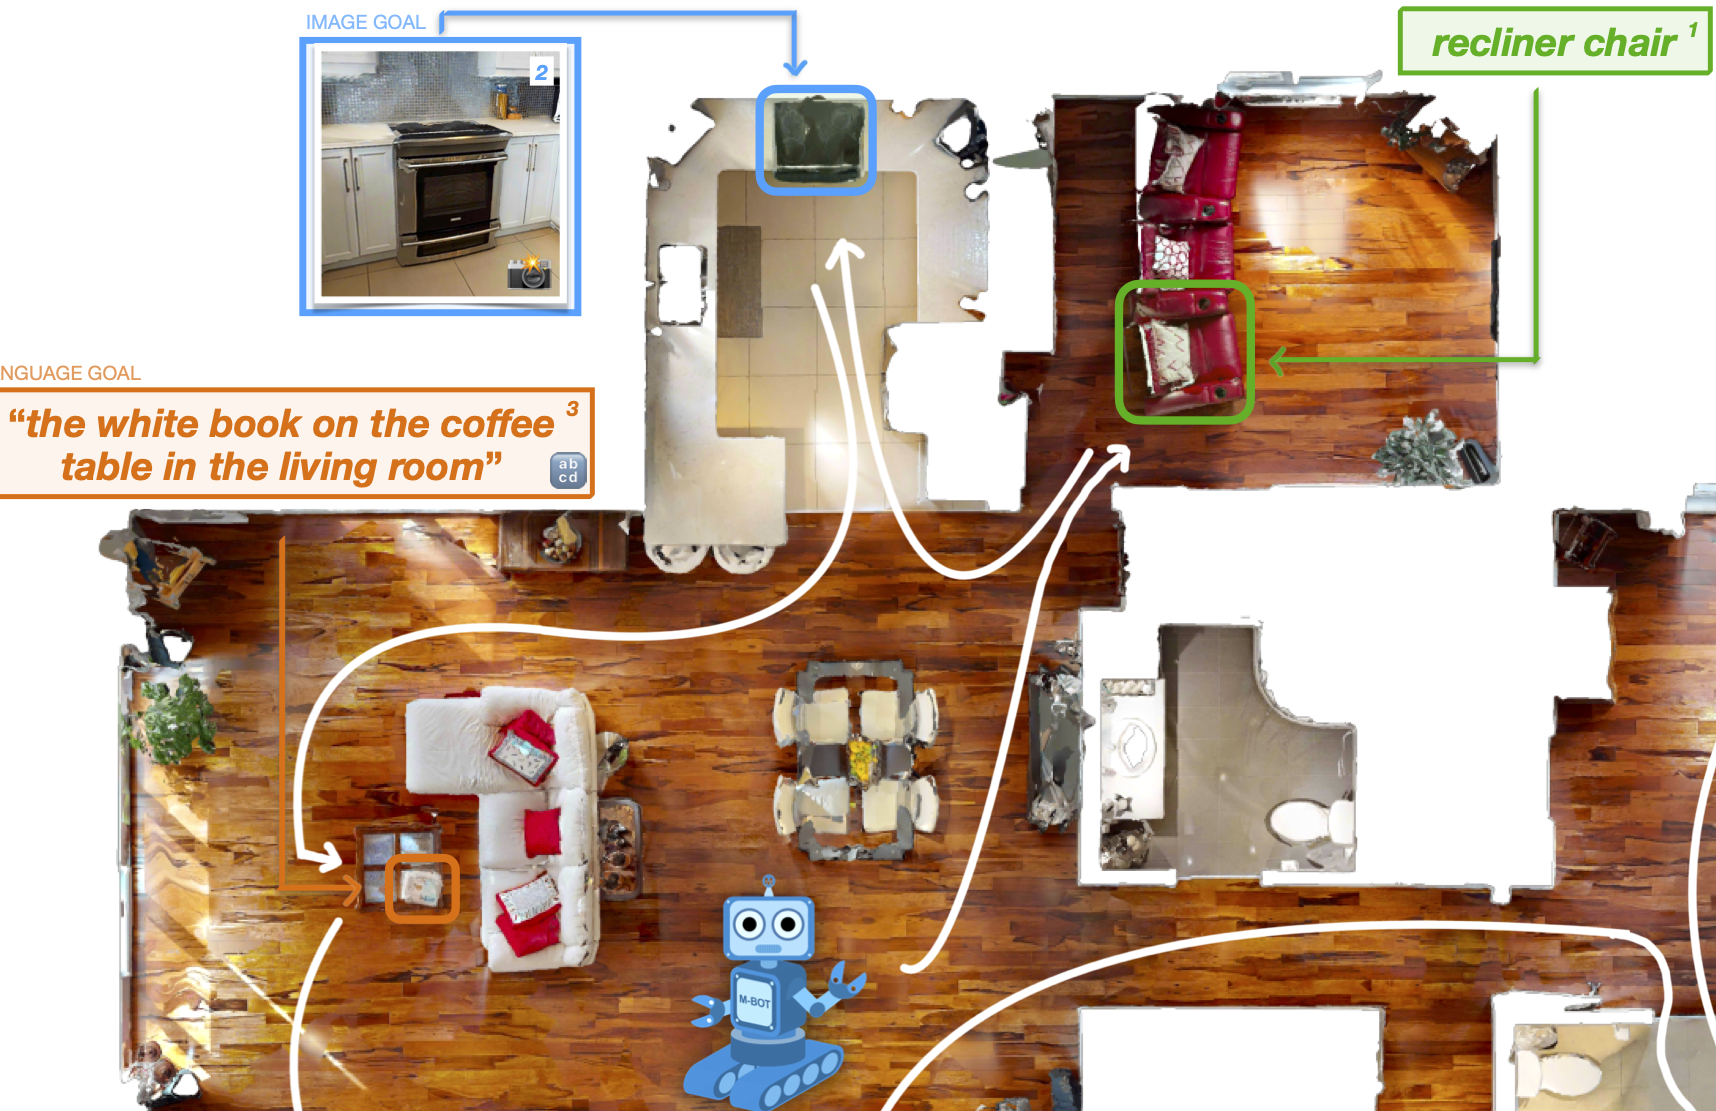 IMAGE GOAL
2
recliner chair 1
NGUAGE GOAL
“the white book on the coffee 3
table in the living room”
ab
cd
M-BOT